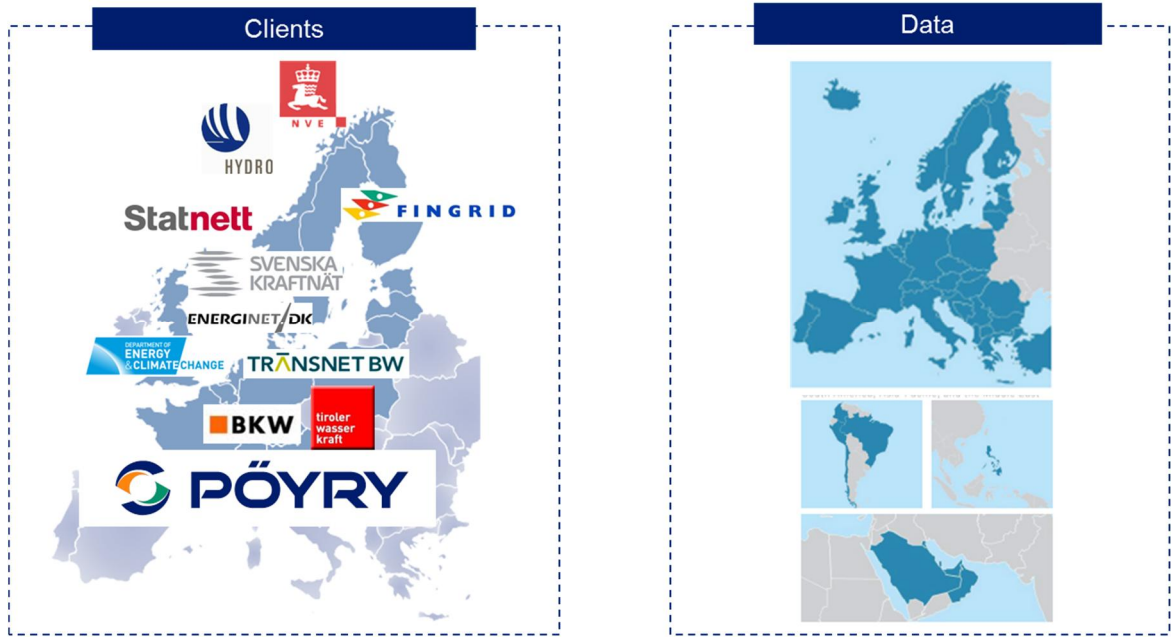 Clients
Data
NVE
HYDRO
Statnett
FINGRID
SVENSKA
KRAFTNÄT
ENERGINET/DK
DEPARTMENT OF
ENERGY
& CLIMATE CHANGE
TRANSNET BW
BKW
tiroler
wasser
kraft
PÖYRY